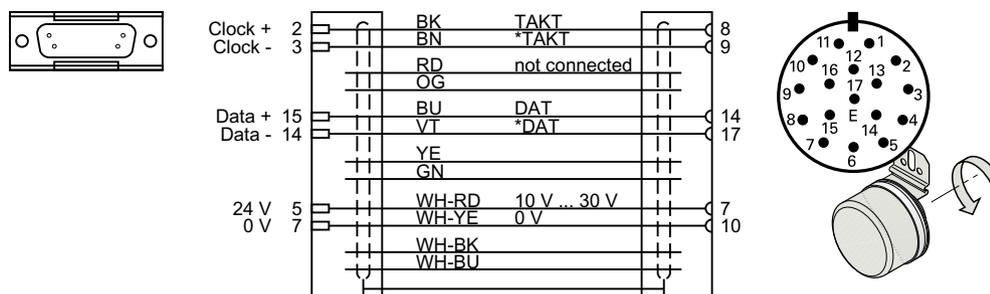 Clock + 2 BK TAKT 8
Clock - 3 BN *TAKT 9
RD not connected
OG
Data + 15 BU DAT 14
Data - 14 VT *DAT 17
YE
GN
24 V 5 WH-RD 10 V ... 30 V 7
0 V 7 WH-YE 0 V 10
WH-BK
WH-BU
11 1
12
10 2
16 13
17
9 3
8 E 4
15 14
7 5
6